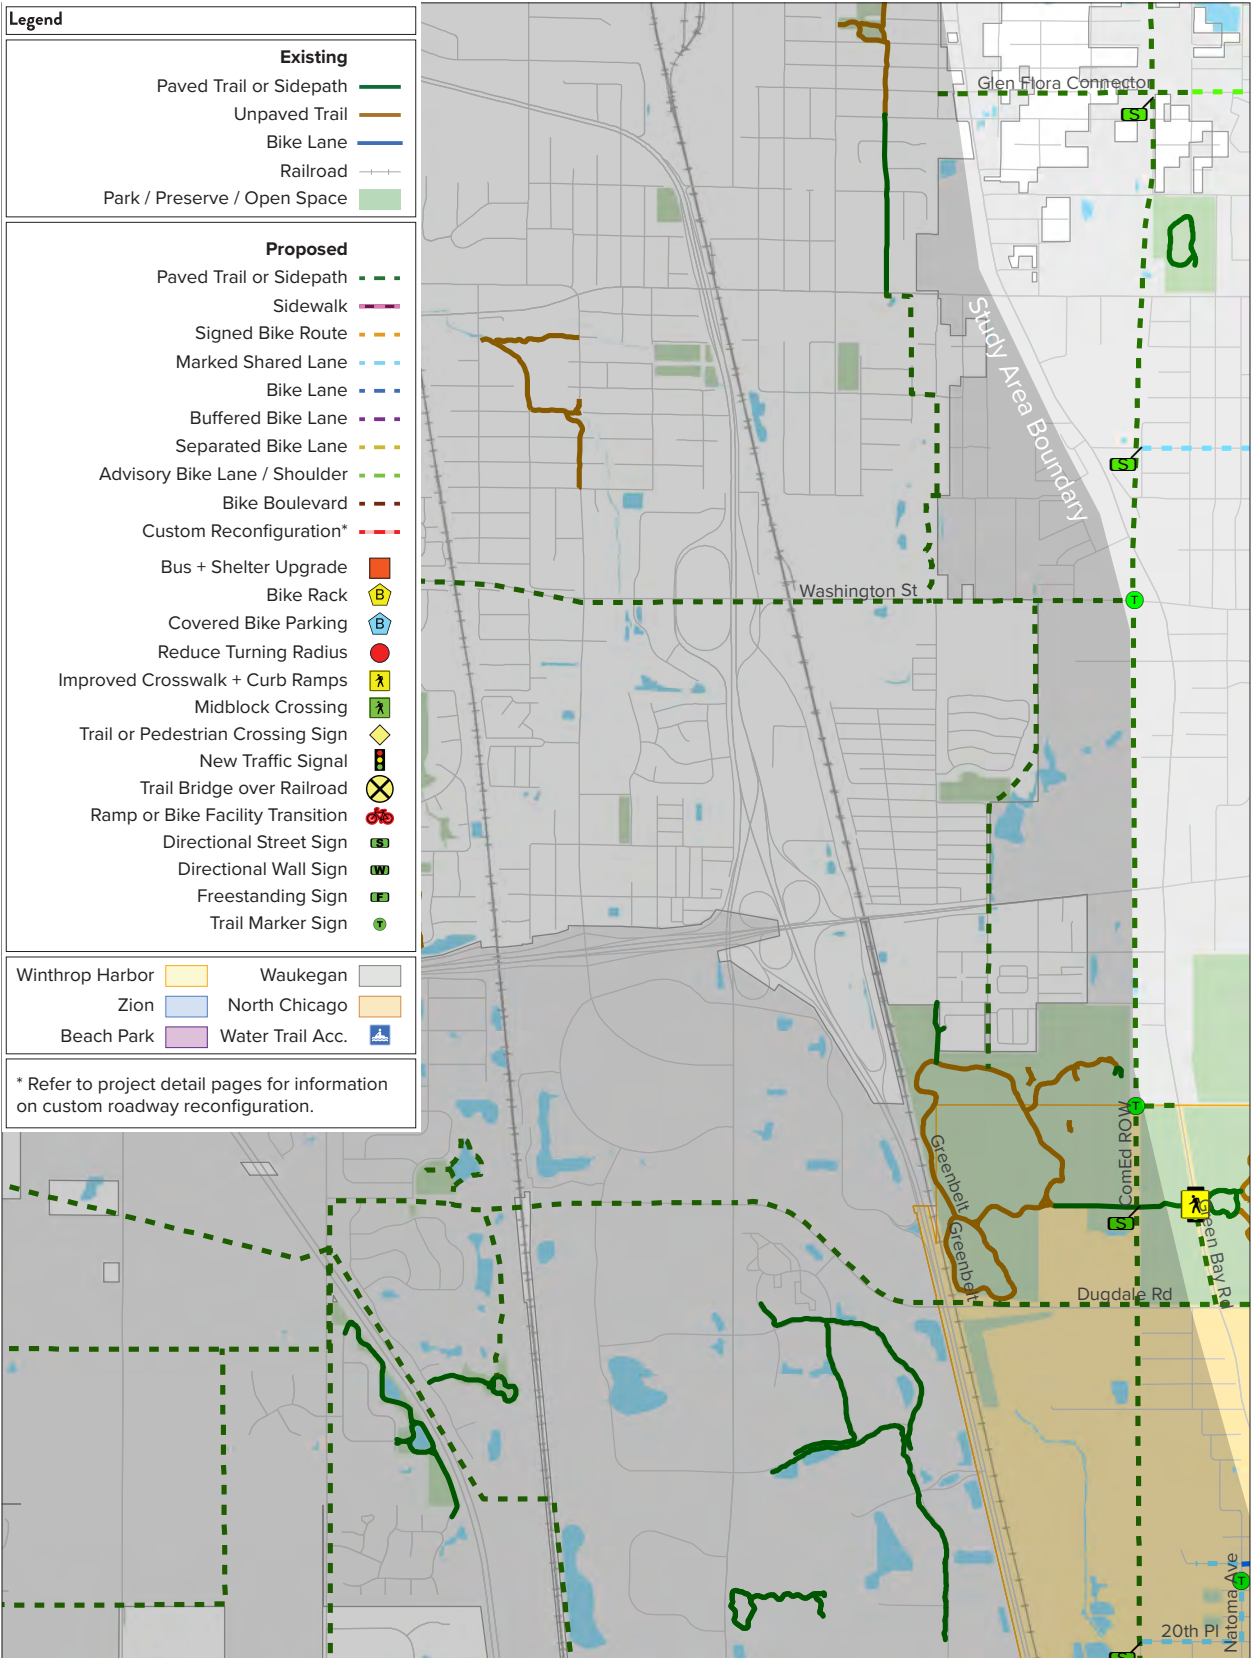 Legend
Existing
Paved Trail or Sidepath
Unpaved Trail
Bike Lane
Railroad
Park / Preserve / Open Space
Proposed
Paved Trail or Sidepath
Sidewalk
Signed Bike Route
Marked Shared Lane
Bike Lane
Buffered Bike Lane
Separated Bike Lane
Advisory Bike Lane / Shoulder
Bike Boulevard
Custom Reconfiguration*
Bus + Shelter Upgrade
Bike Rack B
Covered Bike Parking B
Reduce Turning Radius
Improved Crosswalk + Curb Ramps
Midblock Crossing
Trail or Pedestrian Crossing Sign
New Traffic Signal
Trail Bridge over Railroad
Ramp or Bike Facility Transition
Directional Street Sign S
Directional Wall Sign W
Freestanding Sign F
Trail Marker Sign T
Winthrop Harbor Waukegan
Zion North Chicago
Beach Park Water Trail Acc.
* Refer to project detail pages for information
on custom roadway reconfiguration.
Glen Flora Connector
S
Study Area Boundary
S
Washington St
T
T
ComEd ROW
Greenbelt
Greenbelt
S
Green Bay Rd
Dugdale Rd
T
Natoma Ave
20th Pl
S